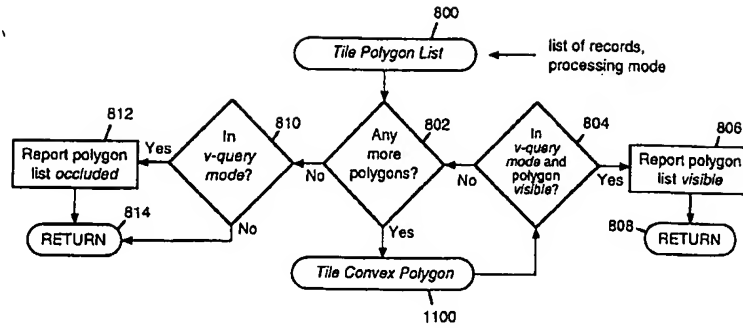 800
Tile Polygon List
list of records,
processing mode
812
Report polygon
list occluded
Yes
In
v-query
mode?
810
No
Any
more
polygons?
802
No
In
v-query
mode and
polygon
visible?
804
Yes
806
Report polygon
list visible
814
RETURN
No
Yes
808
RETURN
Tile Convex Polygon
1100